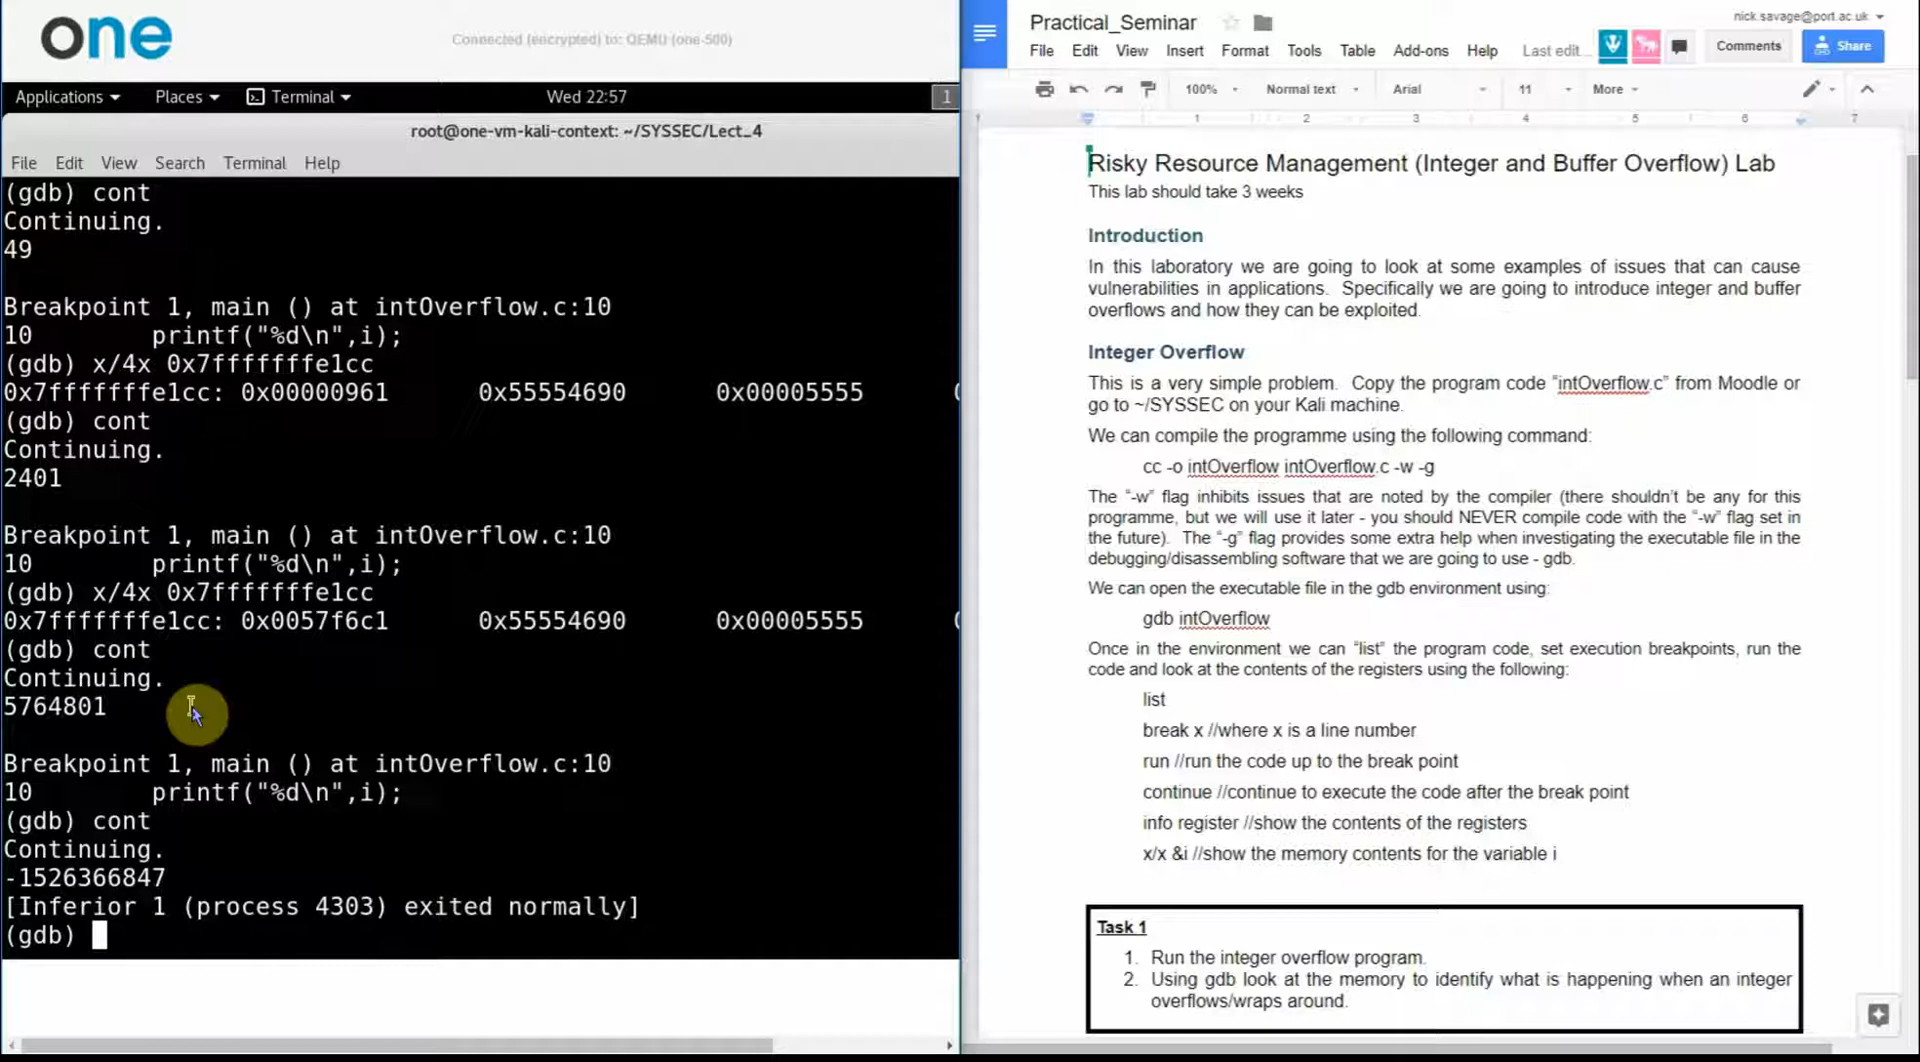 one
Connected (encrypted) to: QEMU (one-500)
Applications Places Terminal Wed 22:57 1
root@one-vm-kali-context: ~/SYSSEC/Lect_4
File Edit View Search Terminal Help
(gdb) cont
Continuing.
49
Breakpoint 1, main () at intOverflow.c:10
10 printf("%d\n",i);
(gdb) x/4x 0x7fffffffe1cc
0x7fffffffe1cc: 0x00000961 0x55554690 0x00005555
(gdb) cont
Continuing.
2401
Breakpoint 1, main () at intOverflow.c:10
10 printf("%d\n",i);
(gdb) x/4x 0x7fffffffe1cc
0x7fffffffe1cc: 0x0057f6c1 0x55554690 0x00005555
(gdb) cont
Continuing.
5764801
Breakpoint 1, main () at intOverflow.c:10
10 printf("%d\n",i);
(gdb) cont
Continuing.
-1526366847
[Inferior 1 (process 4303) exited normally]
(gdb)
Practical_Seminar
nick.savage@port.ac.uk
File Edit View Insert Format Tools Table Add-ons Help Last edit...
Comments Share
100% Normal text Arial 11 More
1 1 2 3 4 5 6 7
Risky Resource Management (Integer and Buffer Overflow) Lab
This lab should take 3 weeks
Introduction
In this laboratory we are going to look at some examples of issues that can cause
vulnerabilities in applications. Specifically we are going to introduce integer and buffer
overflows and how they can be exploited.
Integer Overflow
This is a very simple problem. Copy the program code “intOverflow.c” from Moodle or
go to ~/SYSSEC on your Kali machine.
We can compile the programme using the following command:
cc -o intOverflow intOverflow.c -w -g
The “-w” flag inhibits issues that are noted by the compiler (there shouldn’t be any for this
programme, but we will use it later - you should NEVER compile code with the “-w” flag set in
the future). The “-g” flag provides some extra help when investigating the executable file in the
debugging/disassembling software that we are going to use - gdb.
We can open the executable file in the gdb environment using:
gdb intOverflow
Once in the environment we can “list” the program code, set execution breakpoints, run the
code and look at the contents of the registers using the following:
list
break x //where x is a line number
run //run the code up to the break point
continue //continue to execute the code after the break point
info register //show the contents of the registers
x/x &i //show the memory contents for the variable i
Task 1
1. Run the integer overflow program.
2. Using gdb look at the memory to identify what is happening when an integer
overflows/wraps around.